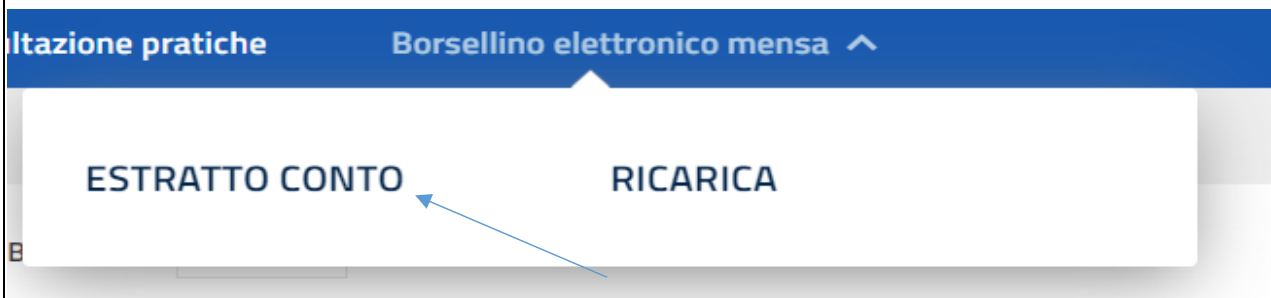 ltazione pratiche Borsellino elettronico mensa
ESTRATTO CONTO RICARICA
B